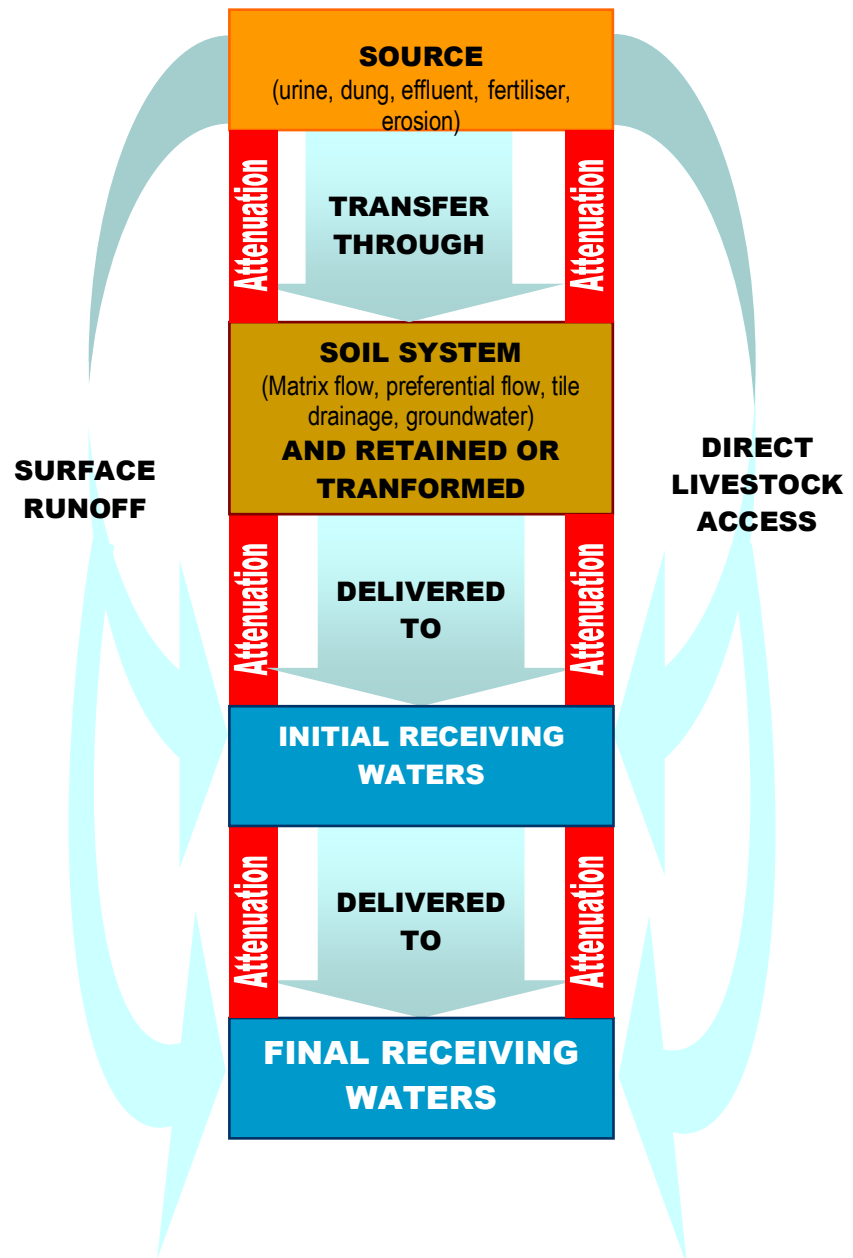 SOURCE
(urine, dung, effluent, fertiliser,
erosion)
Attenuation
Attenuation
TRANSFER
THROUGH
SOIL SYSTEM
(Matrix flow, preferential flow, tile
drainage, groundwater)
AND RETAINED OR
TRANFORMED
SURFACE
RUNOFF
DIRECT
LIVESTOCK
ACCESS
Attenuation
Attenuation
DELIVERED
TO
INITIAL RECEIVING
WATERS
Attenuation
Attenuation
DELIVERED
TO
FINAL RECEIVING
WATERS